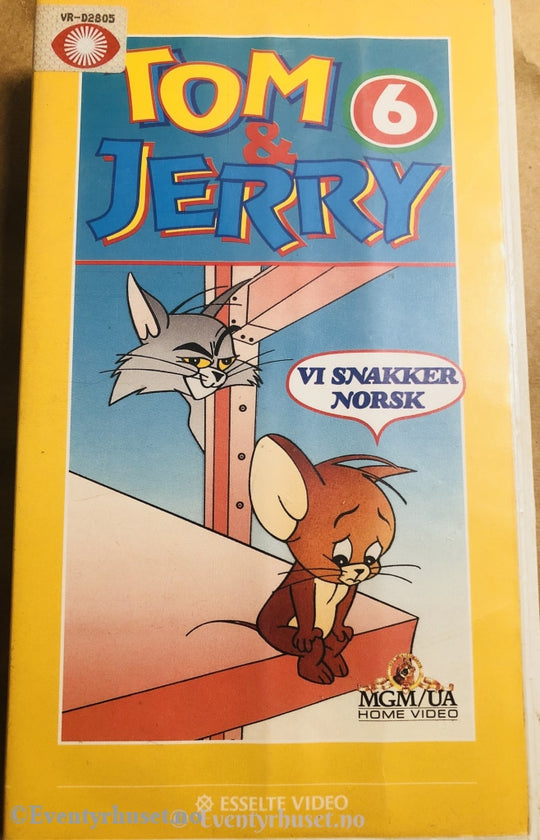 VR-D2805
TOM
6
&
JERRY
VI SNAKKER
NORSK
MGM/UA
HOME VIDEO
ESSELTE VIDEO
©Eventyrhuset.no
© Eventyrhuset.no